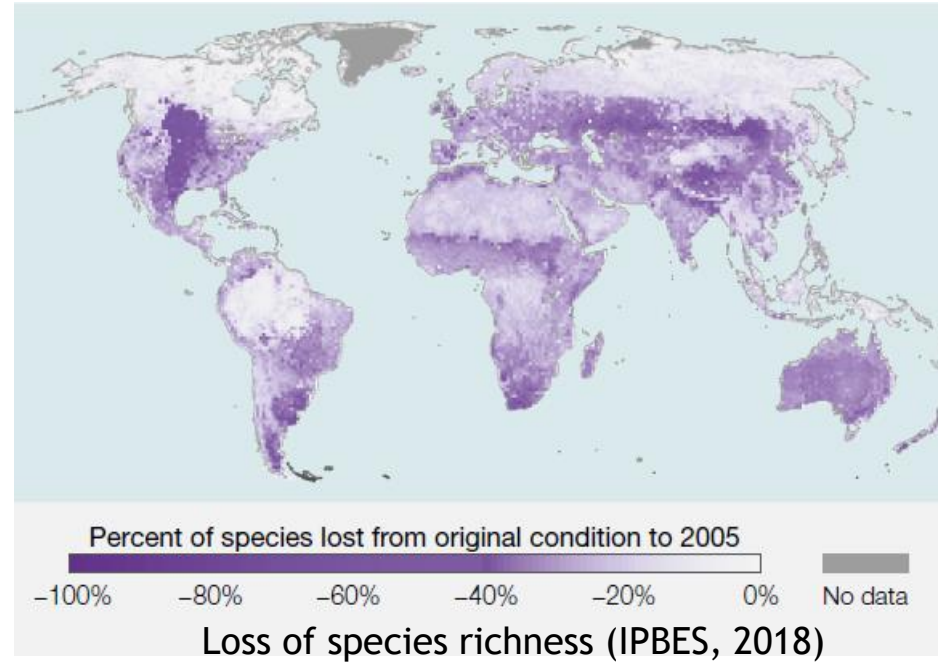 Percent of species lost from original condition to 2005
−100% −80% −60% −40% −20% 0% No data
Loss of species richness (IPBES, 2018)